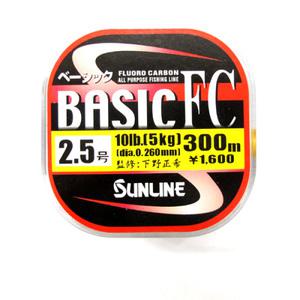 ベーシック
FLUORO CARBON
ALL PURPOSE FISHING LINE
BASIC FC
2.5号
10lb.(5kg) 300m
(dia.0.260mm) ¥1,600
監修:下野正希
SUNLINE